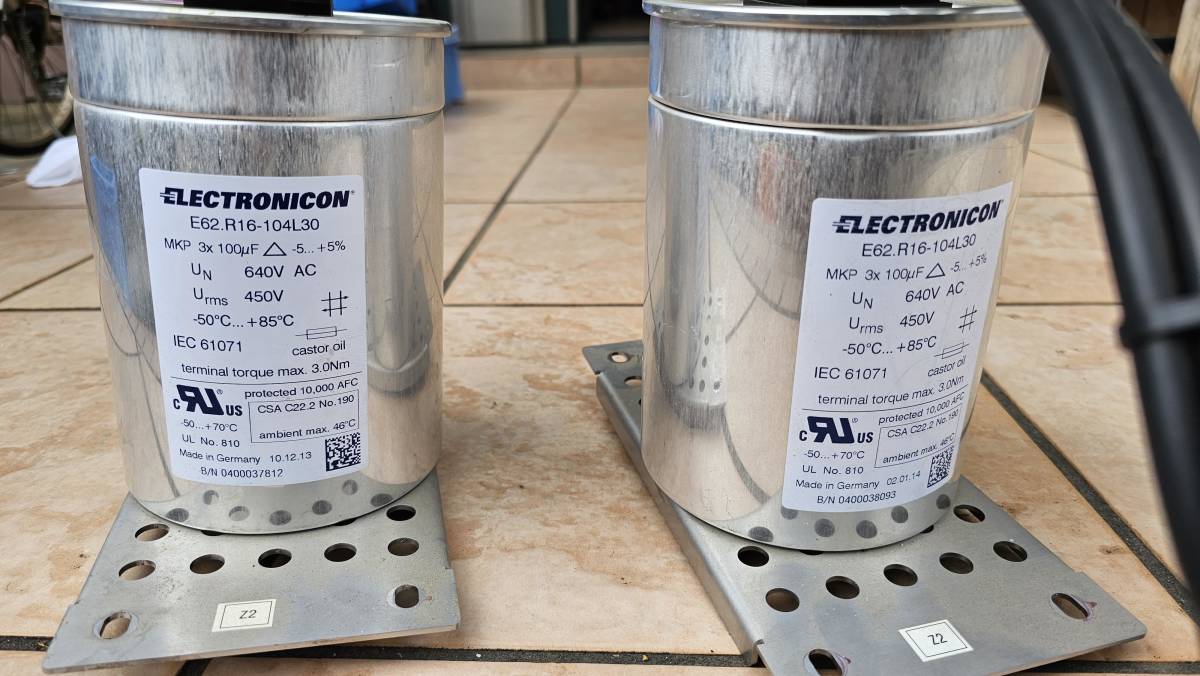 ELECTRONICON®
E62.R16-104L30
MKP 3x 100µF △ -5...+5%
UN 640V AC
Urms 450V
-50°C...+85°C
IEC 61071
castor oil
terminal torque max. 3.0Nm
c RU® US
protected 10,000 AFC
CSA C22.2 No.190
-50...+70°C
ambient max. 46°C
UL No. 810
Made in Germany 10.12.13
B/N 0400037812
Z2
ELECTRONICON®
E62.R16-104L30
MKP 3x 100µF △ -5...+5%
UN 640V AC
Urms 450V
-50°C...+85°C
IEC 61071
castor oil
terminal torque max. 3.0Nm
c RU® US
protected 10,000 AFC
CSA C22.2 No.190
-50...+70°C
ambient max. 46°C
UL No. 810
Made in Germany 02.01.14
B/N 0400038093
Z2